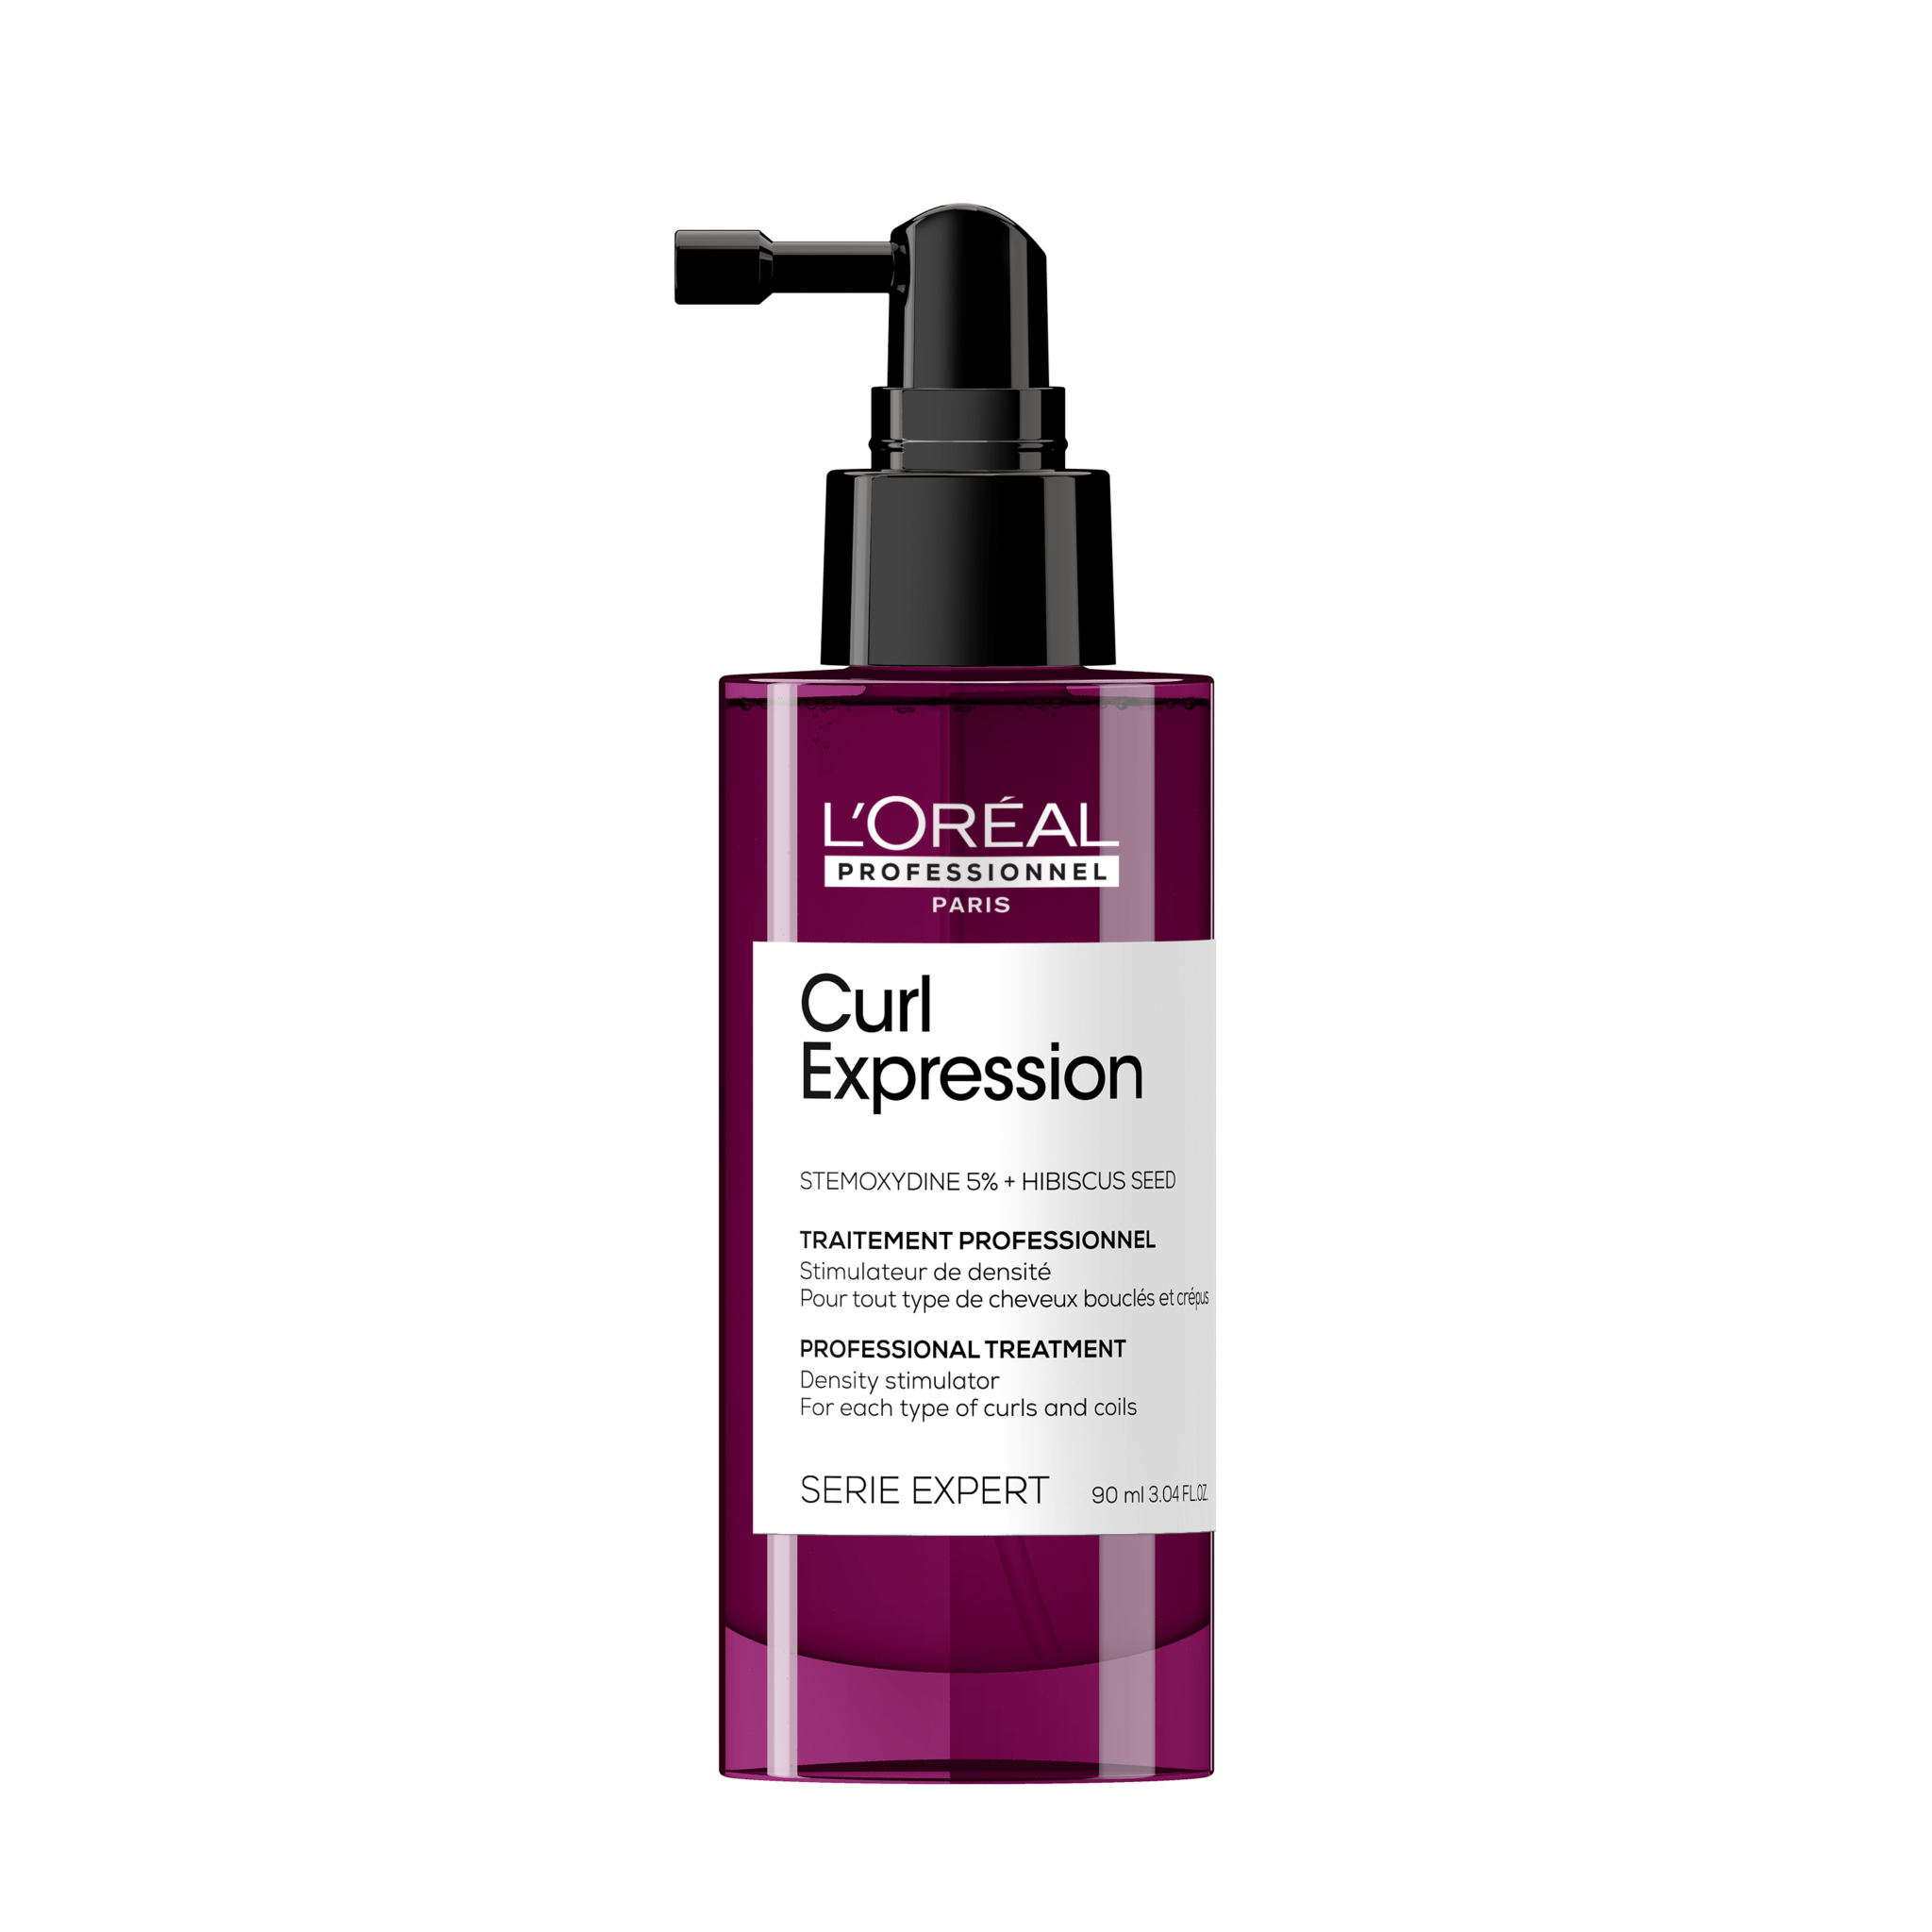 L'ORÉAL
PROFESSIONNEL
PARIS
Curl
Expression
STEMOXYDINE 5% + HIBISCUS SEED
TRAITEMENT PROFESSIONNEL
Stimulateur de densité
Pour tout type de cheveux bouclés et crépus
PROFESSIONAL TREATMENT
Density stimulator
For each type of curls and coils
SERIE EXPERT 90 ml 3.04 FL.OZ.